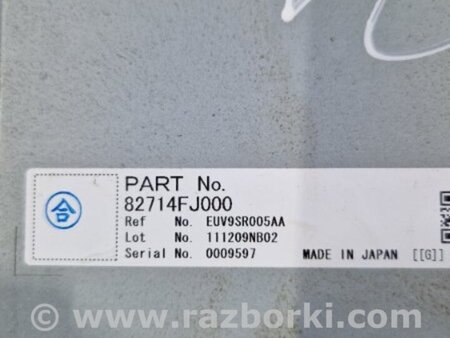 PART No.
82714FJ000
Ref No. EUV9SR005AA
Lot No. 111209NB02
Serial No. 0009597
MADE IN JAPAN [[G]]
合
www.razborki.com